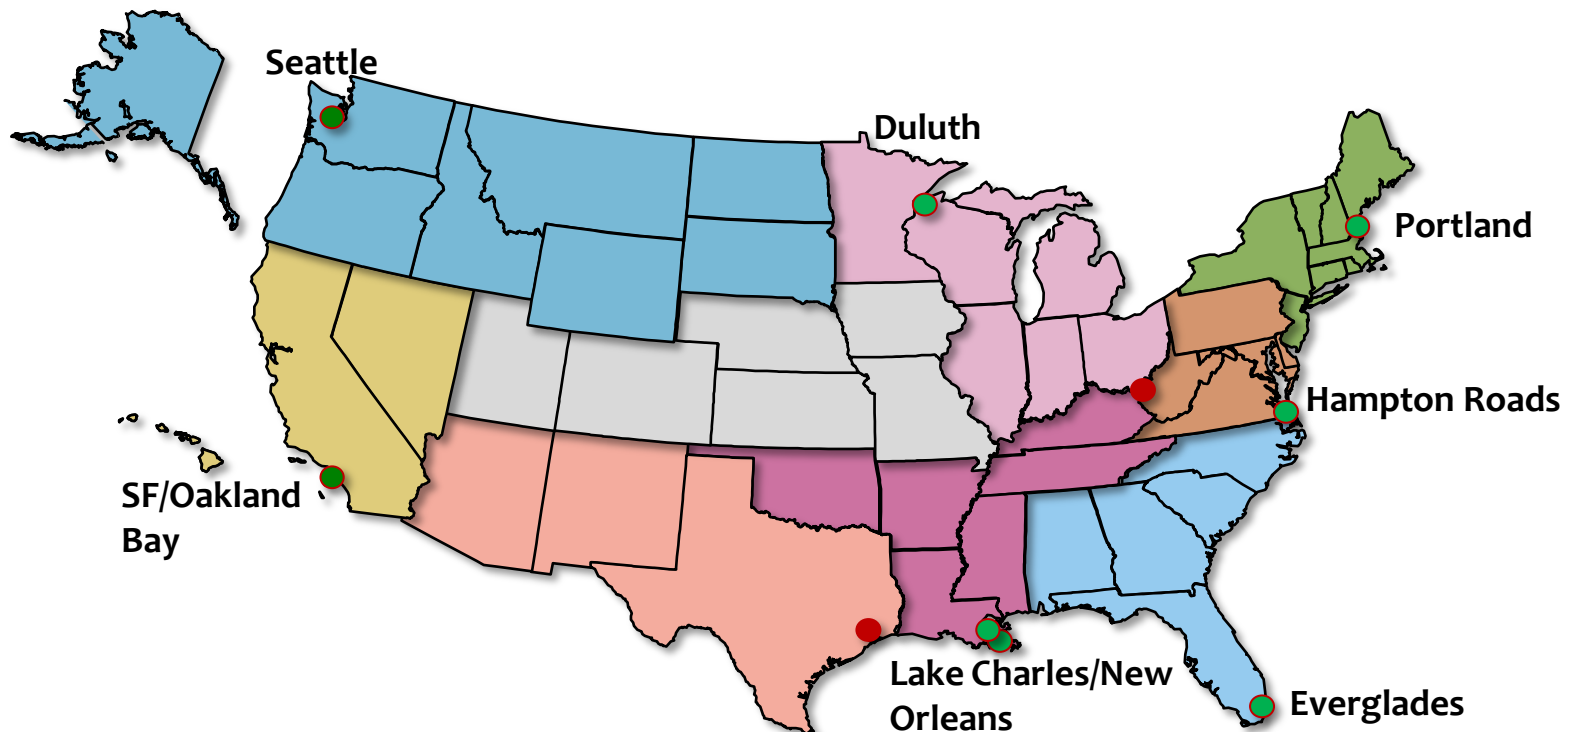 Seattle
Duluth
Portland
Hampton Roads
SF/Oakland
Bay
Lake Charles/New
Orleans
Everglades